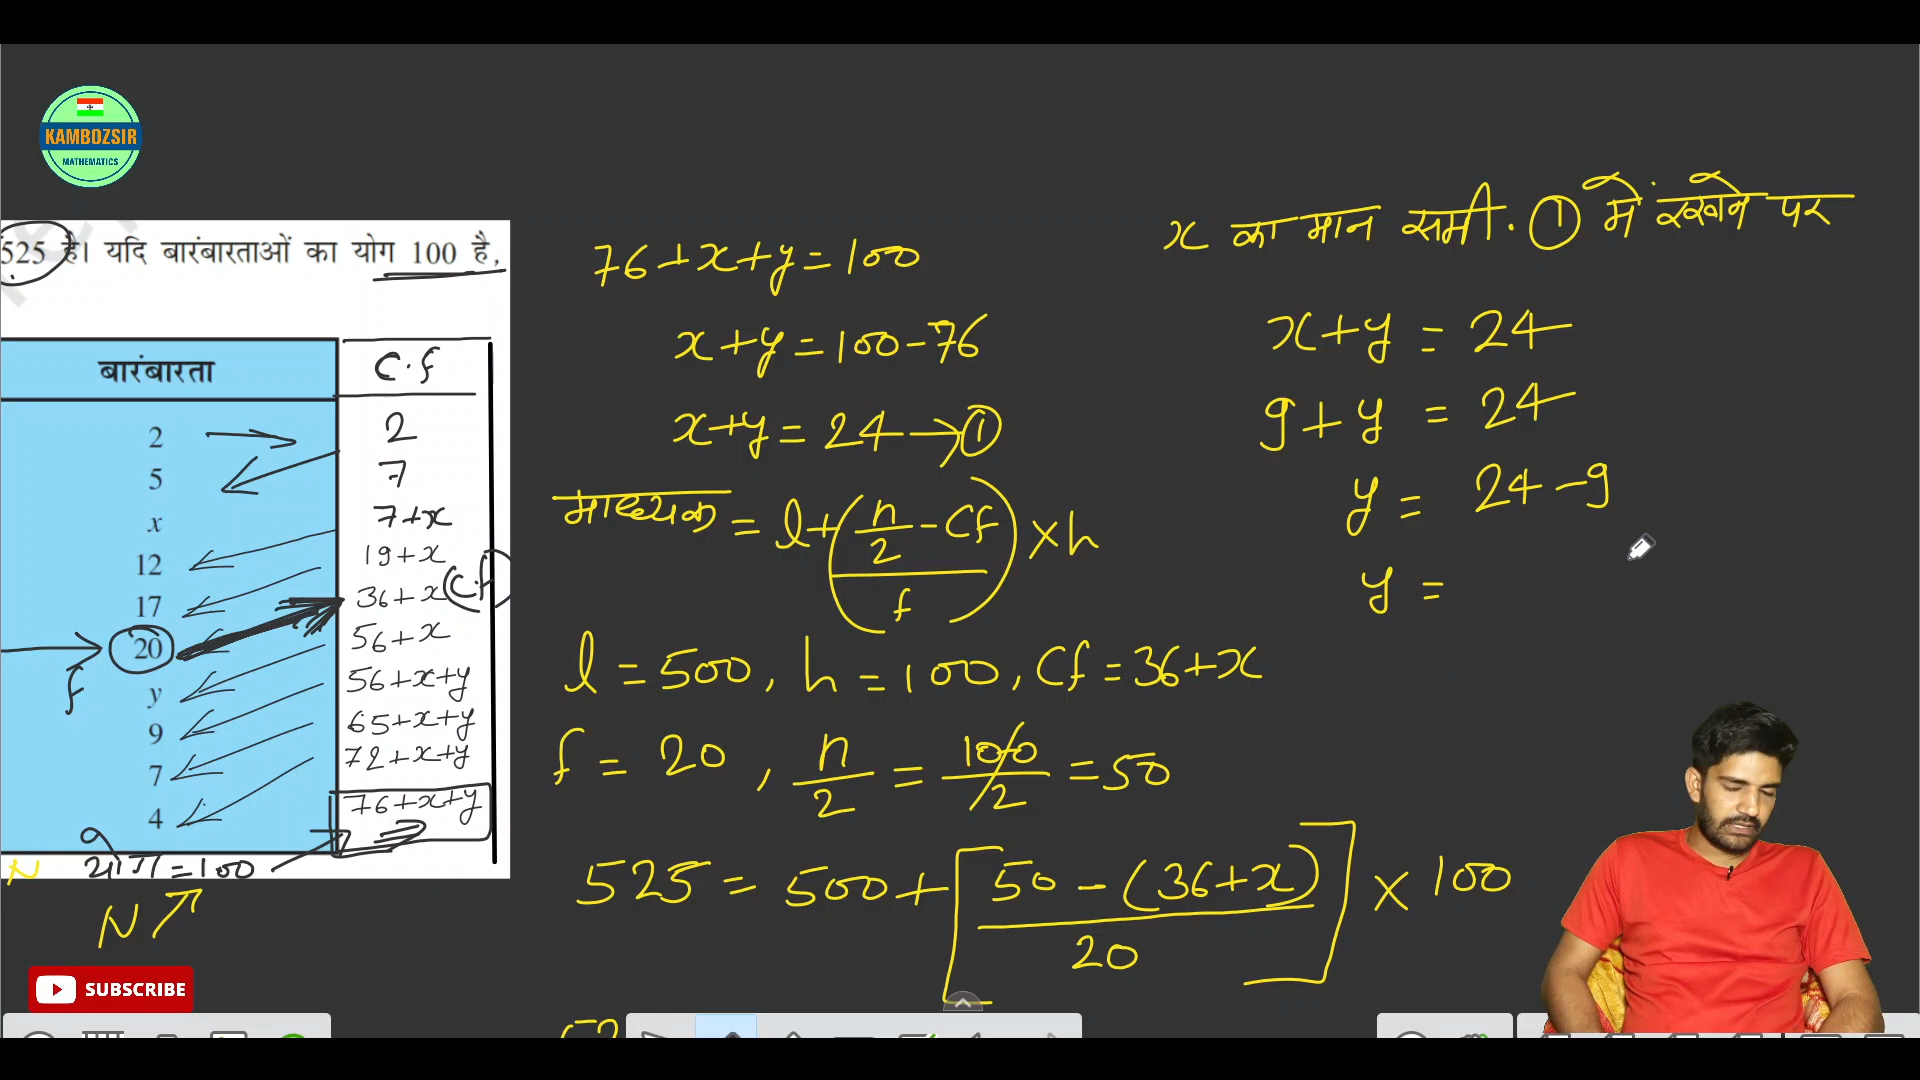 KAMBOZSIR
MATHEMATICS
525 है। यदि बारंबारताओं का योग 100 है,
बारंबारता C.f
2 2
5 7
x 7+x
12 19+x
17 36+x C.f
20 56+x
f
y 56+x+y
9 65+x+y
7 72+x+y
4 76+x+y
N योग=100
N
SUBSCRIBE
76+x+y=100
x+y=100-76
x+y=24→①
माध्यक = l+(n/2 - Cf / f) × h
l=500, h=100, Cf=36+x
f=20, n/2 = 100/2 = 50
525 = 500+[50-(36+x) / 20] × 100
x का मान समी. ① में रखने पर
x+y = 24
9+y = 24
y = 24-9
y =